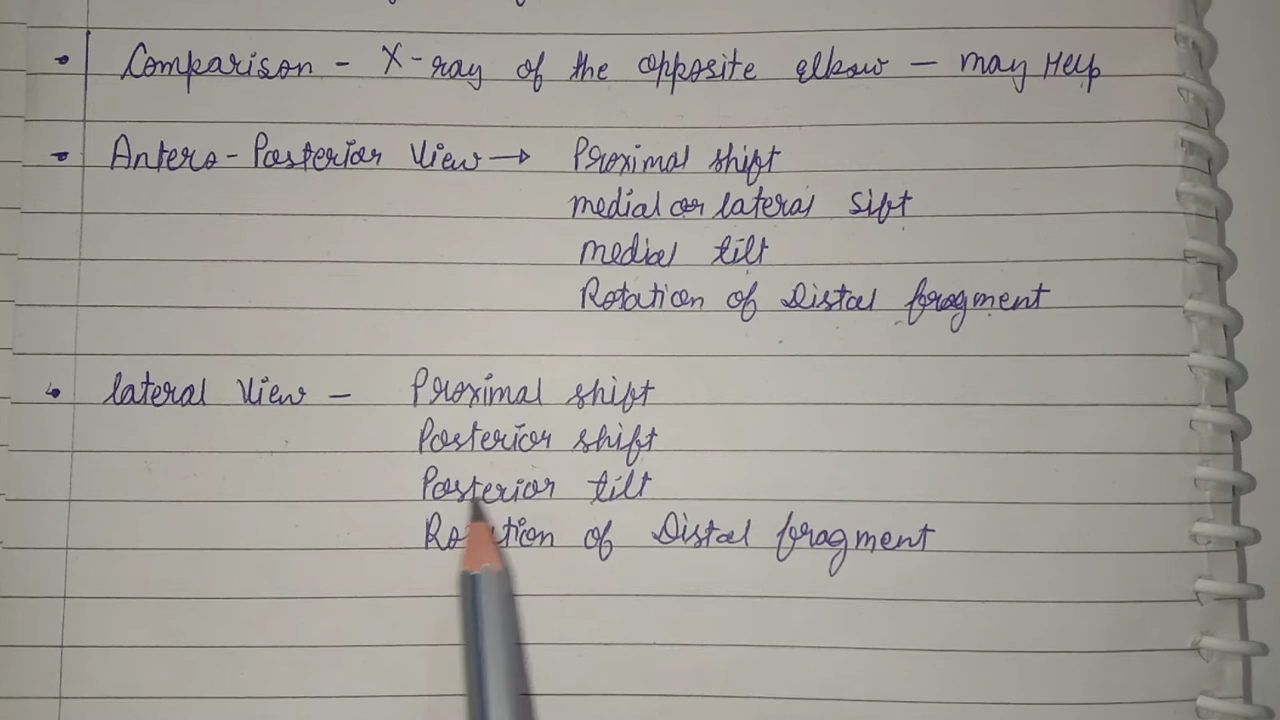 Comparison - X-ray of the opposite elbow - may Help
Antero-Posterior View → Proximal shift
medial or lateral sift
medial tilt
Rotation of Distal fragment
lateral View - Proximal shift
Posterior shift
Posterior tilt
Rotation of Distal fragment